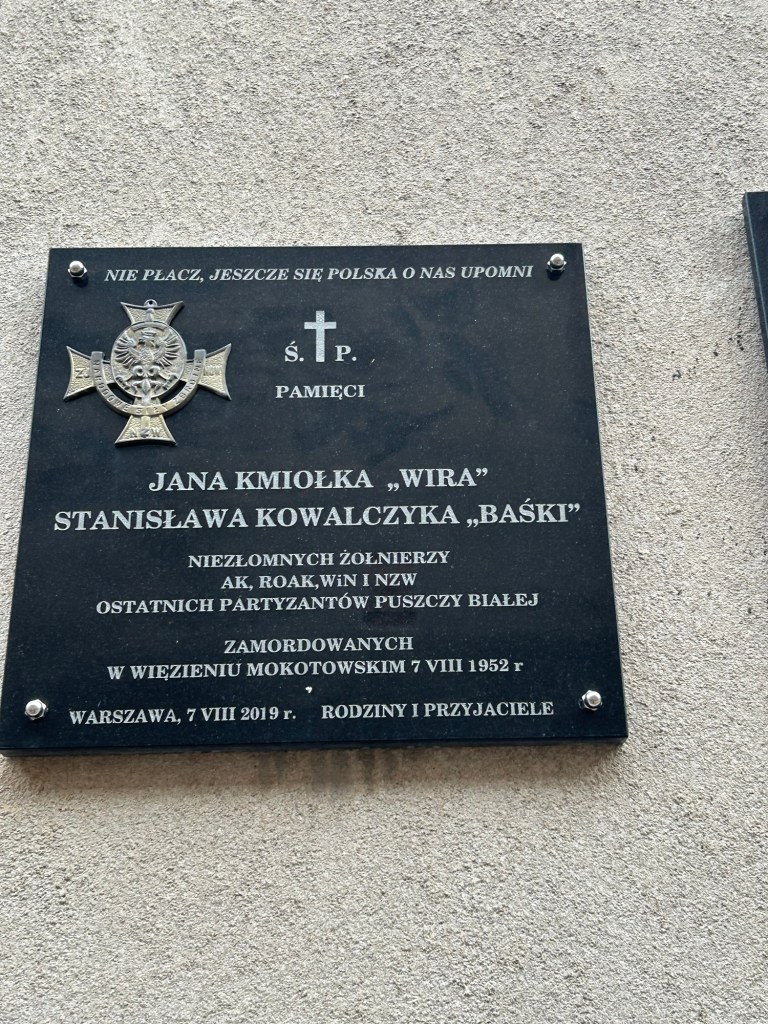 NIE PŁACZ, JESZCZE SIĘ POLSKA O NAS UPOMNI
Ś. P.
PAMIĘCI
JANA KMIOŁKA „WIRA”
STANISŁAWA KOWALCZYKA „BAŚKI”
NIEZŁOMNYCH ŻOŁNIERZY
AK, ROAK,WiN I NZW
OSTATNICH PARTYZANTÓW PUSZCZY BIAŁEJ
ZAMORDOWANYCH
W WIĘZIENIU MOKOTOWSKIM 7 VIII 1952 r
WARSZAWA, 7 VIII 2019 r. RODZINY I PRZYJACIELE